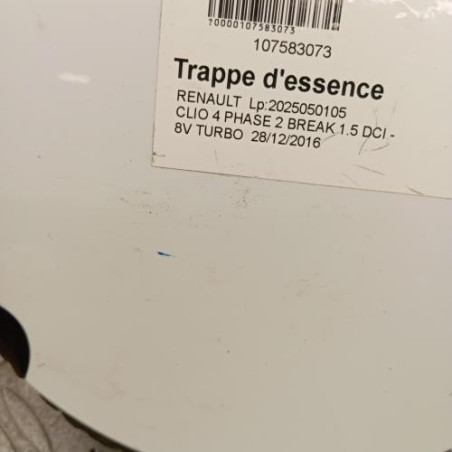 T0000107583073
107583073
Trappe d'essence
RENAULT Lp:2025050105
CLIO 4 PHASE 2 BREAK 1.5 DCI -
8V TURBO 28/12/2016